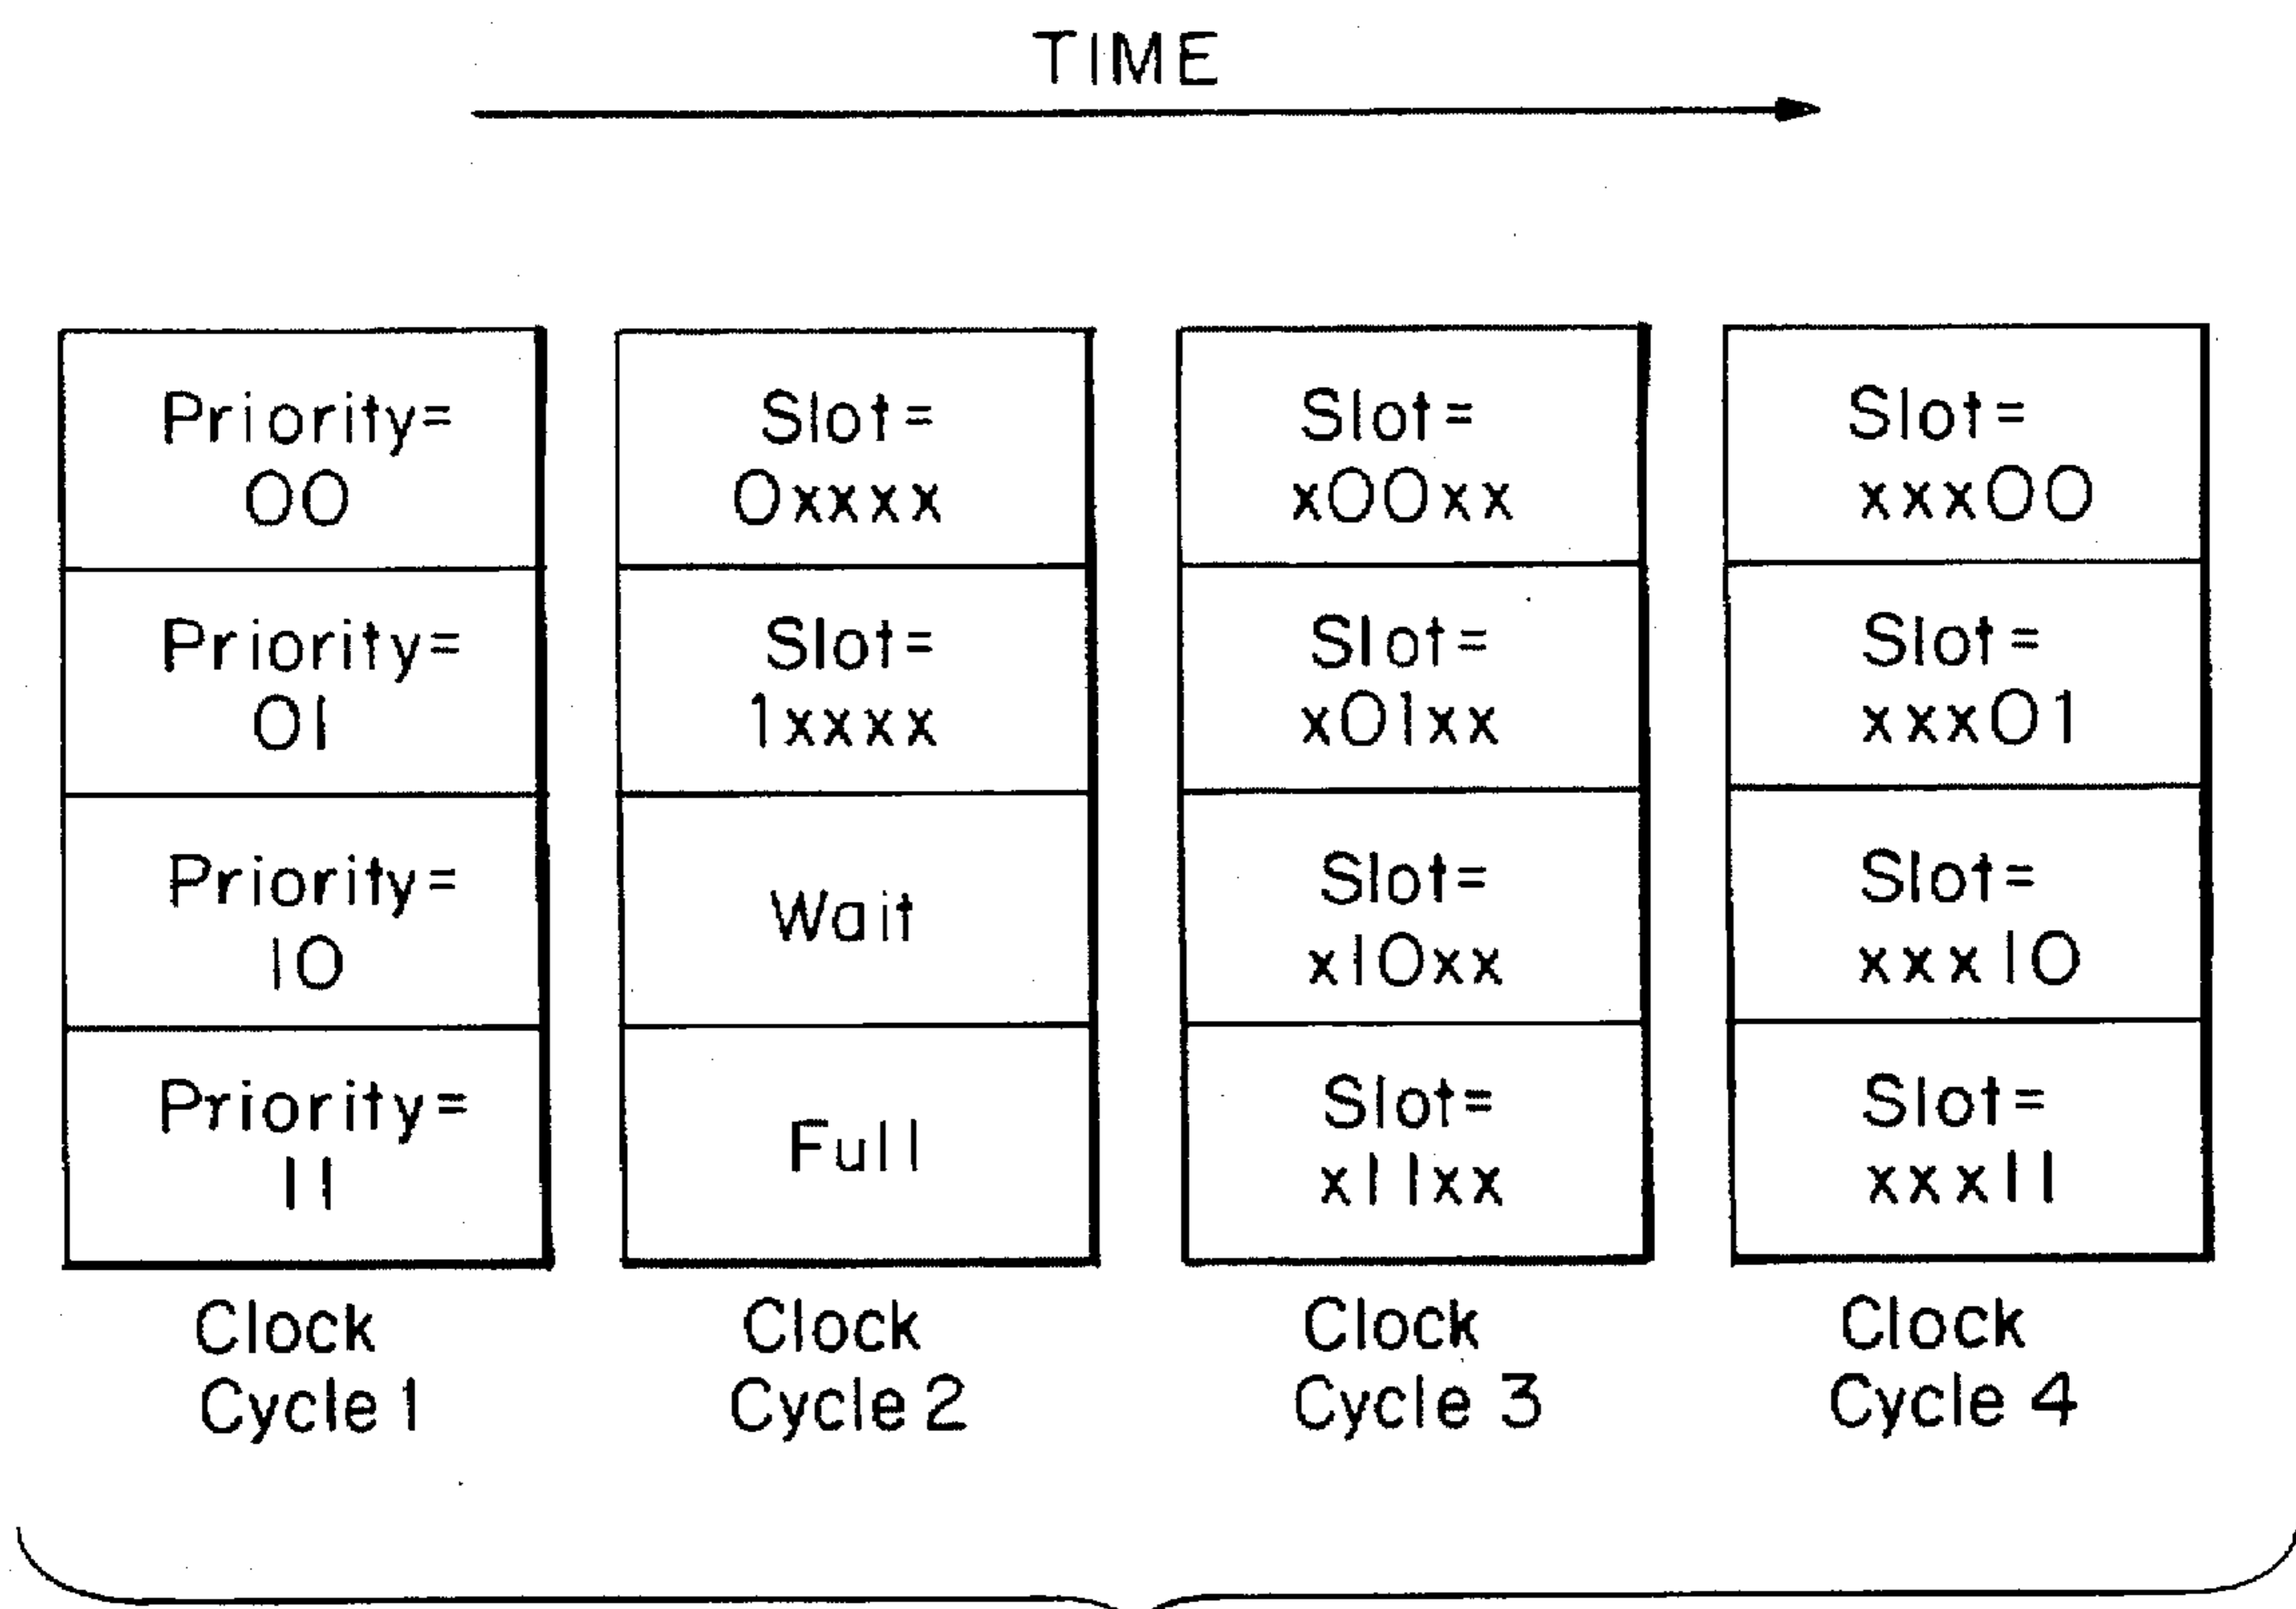 TIME
Priority=
00
Priority=
01
Priority=
10
Priority=
11
Clock
Cycle 1
Slot=
0xxxx
Slot=
1xxxx
Wait
Full
Clock
Cycle 2
Slot=
x00xx
Slot=
x01xx
Slot=
x10xx
Slot=
x11xx
Clock
Cycle 3
Slot=
xxx00
Slot=
xxx01
Slot=
xxx10
Slot=
xxx11
Clock
Cycle 4